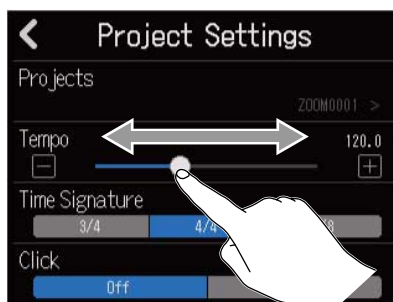 Project Settings
Projects
ZOOM0001 >
Tempo
120.0
Time Signature
3/4
4/4
Click
Off